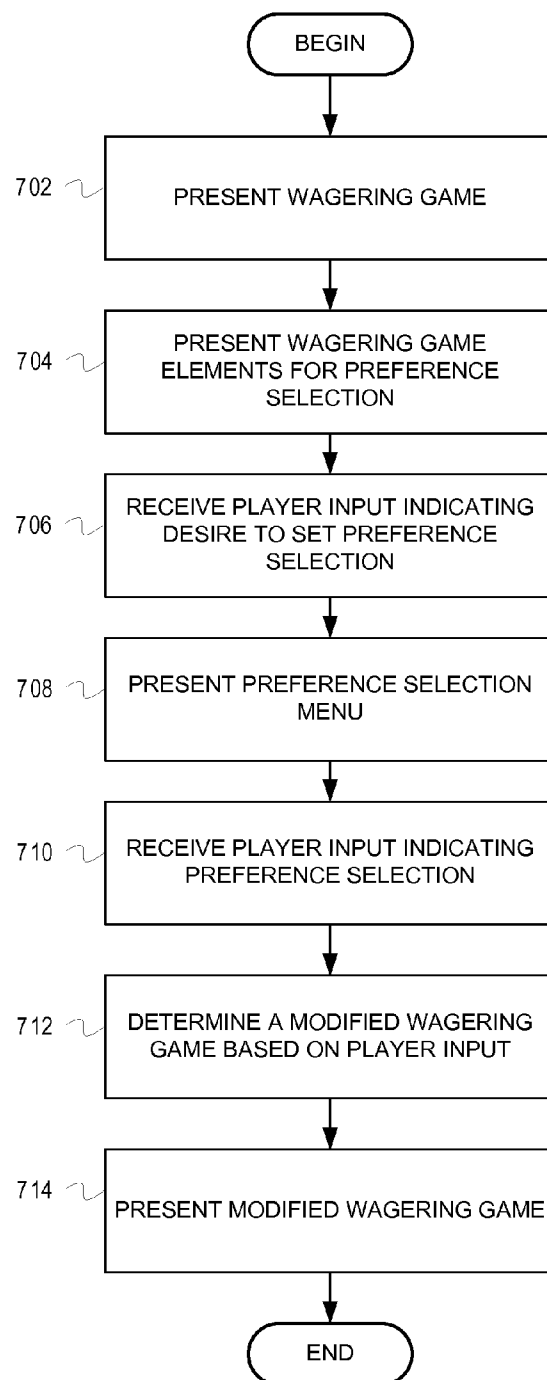 BEGIN
702
PRESENT WAGERING GAME
704
PRESENT WAGERING GAME
ELEMENTS FOR PREFERENCE
SELECTION
706
RECEIVE PLAYER INPUT INDICATING
DESIRE TO SET PREFERENCE
SELECTION
708
PRESENT PREFERENCE SELECTION
MENU
710
RECEIVE PLAYER INPUT INDICATING
PREFERENCE SELECTION
712
DETERMINE A MODIFIED WAGERING
GAME BASED ON PLAYER INPUT
714
PRESENT MODIFIED WAGERING GAME
END